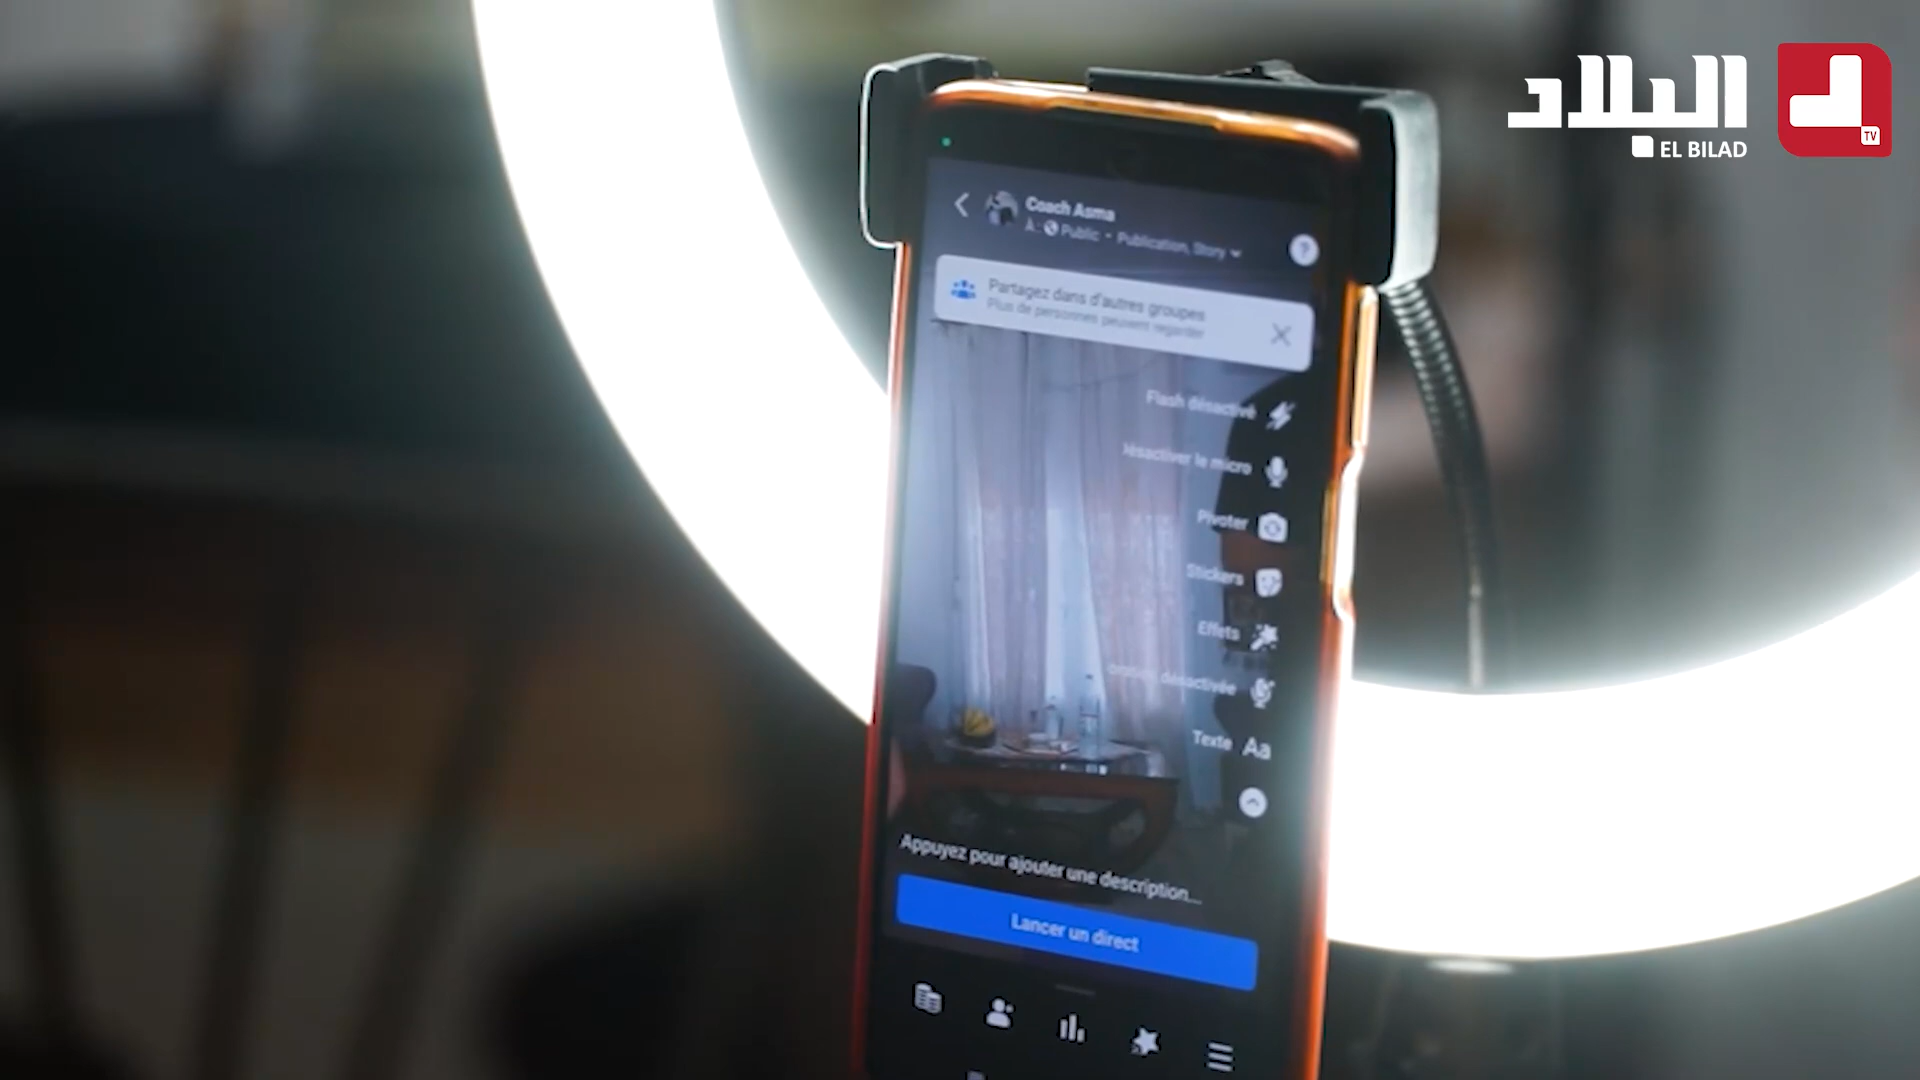 البلاد
EL BILAD
TV
Coach Asma
À : Public • Publication, Story
?
Partagez dans d'autres groupes
Plus de personnes peuvent regarder
Flash désactivé
Désactiver le micro
Pivoter
Stickers
Effets
désactivée
Texte Aa
Appuyez pour ajouter une description...
Lancer un direct